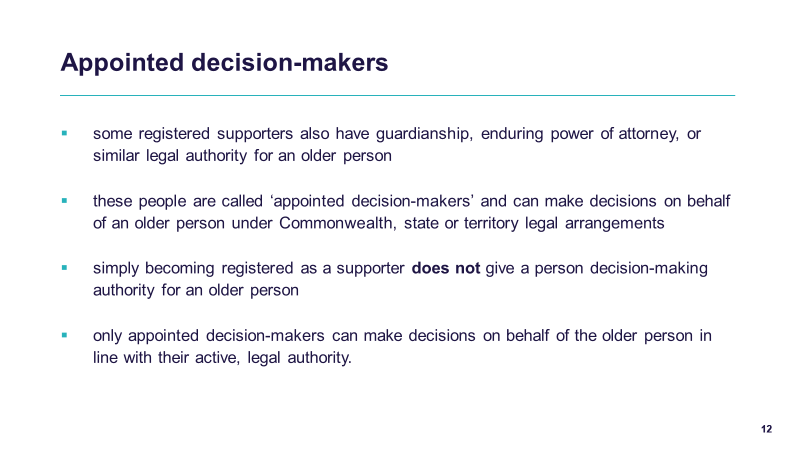 Appointed decision-makers
▪ some registered supporters also have guardianship, enduring power of attorney, or
similar legal authority for an older person
▪ these people are called ‘appointed decision-makers’ and can make decisions on behalf
of an older person under Commonwealth, state or territory legal arrangements
▪ simply becoming registered as a supporter does not give a person decision-making
authority for an older person
▪ only appointed decision-makers can make decisions on behalf of the older person in
line with their active, legal authority.
12